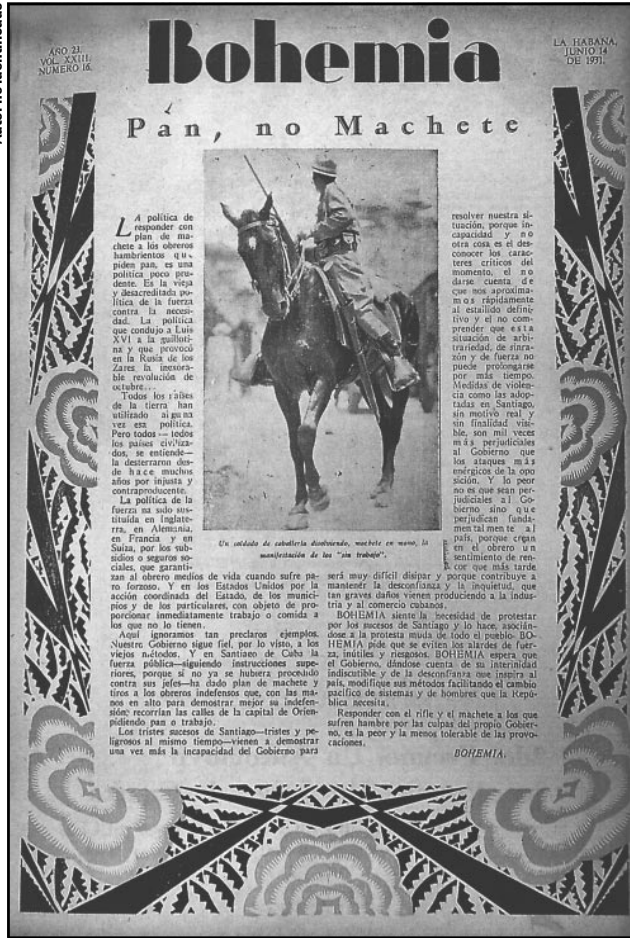 AÑO 23.
VOL. XXIII.
NÚMERO 16.
Bohemia
LA HABANA,
JUNIO 14
DE 1931.
Pan, no Machete
LA política de
responder con
plan de ma-
chete a los obreros
hambrientos que
piden pan, es una
política poco pru-
dente. Es la vieja
y desacreditada po-
lítica de la fuerza
contra la necesi-
dad. La política
que condujo a Luis
XVI a la guilloti-
na y que provocó
en la Rusia de los
Zares la inexora-
ble revolución de
octubre...
Todos los países
de la tierra han
utilizado alguna
vez esa política.
Pero todos—todos
los países civiliza-
dos, se entiende—
la desterraron des-
de hace muchos
años por injusta y
contraproducente.
La política de la
fuerza ha sido sus-
tituída en Inglate-
rra, en Alemania,
en Francia y en
Suiza, por los sub-
sidios o seguros so-
ciales, que garanti-
zan al obrero medios de vida cuando sufre pa-
ro forzoso. Y en los Estados Unidos por la
acción coordinada del Estado, de los munici-
pios y de los particulares, con objeto de pro-
porcionar inmediatamente trabajo o comida a
los que no lo tienen.
Aquí ignoramos tan preclaros ejemplos.
Nuestro Gobierno sigue fiel, por lo visto, a los
viejos métodos. Y en Santiago de Cuba la
fuerza pública—siguiendo instrucciones supe-
riores, porque si no ya se hubiera procedido
contra sus jefes—ha dado plan de machete y
tiros a los obreros indefensos que, con las ma-
nos en alto para demostrar mejor su indefen-
sión, recorrían las calles de la capital de Orien-
pidiendo pan o trabajo.
Los tristes sucesos de Santiago—tristes y pe-
ligrosos al mismo tiempo—vienen a demostrar
una vez más la incapacidad del Gobierno para
Un soldado de caballería disolviendo, machete en mano, la
manifestación de los "sin trabajo".
resolver nuestra si-
tuación, porque in-
capacidad y no
otra cosa es el des-
conocer los carac-
teres críticos del
momento, el no
darse cuenta de
que nos aproxima-
mos rápidamente
al estallido defini-
tivo y el no com-
prender que esta
situación de arbi-
trariedad, de sinra-
zón y de fuerza no
puede prolongarse
por más tiempo.
Medidas de violen-
cia como las adop-
tadas en Santiago,
sin motivo real y
sin finalidad visi-
ble, son mil veces
más perjudiciales
al Gobierno que
los ataques más
enérgicos de la opo
sición. Y lo peor
no es que sean per-
judiciales al Go-
bierno sino que
perjudican funda-
mentalmente al
país, porque crean
en el obrero un
sentimiento de ren-
cor que más tarde
será muy difícil disipar y porque contribuye a
mantener la desconfianza y la inquietud, que
tan graves daños vienen produciendo a la indus-
tria y al comercio cubanos.
BOHEMIA siente la necesidad de protestar
por los sucesos de Santiago y lo hace, asocián-
dose a la protesta muda de todo el pueblo. BO-
HEMIA pide que se eviten los alardes de fuer-
za, inútiles y riesgosos. BOHEMIA espera que
el Gobierno, dándose cuenta de su interinidad
indiscutible y de la desconfianza que inspira al
país, modifique sus métodos facilitando el cambio
pacífico de sistemas y de hombres que la Repú-
blica necesita.
Responder con el rifle y el machete a los que
sufren hambre por las culpas del propio Gobier-
no, es la peor y la menos tolerable de las provo-
caciones.
BOHEMIA.